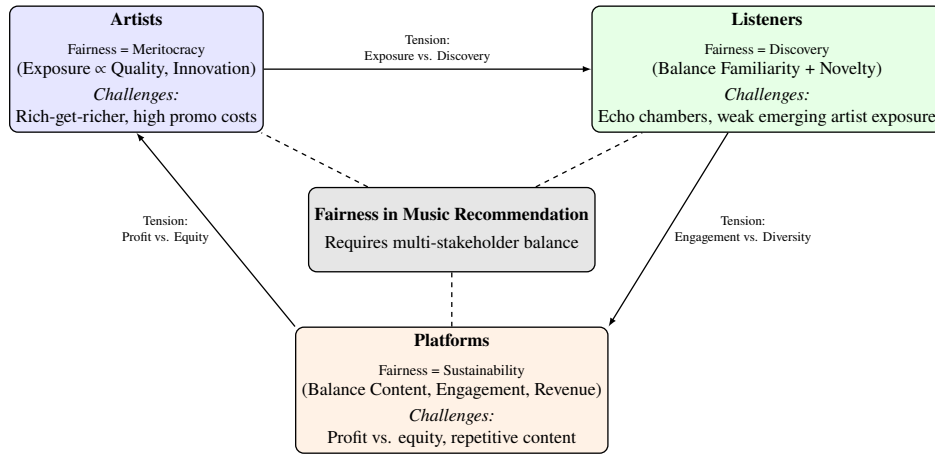 Artists
Fairness = Meritocracy
(Exposure ∝ Quality, Innovation)
Challenges:
Rich-get-richer, high promo costs
Tension:
Exposure vs. Discovery
Listeners
Fairness = Discovery
(Balance Familiarity + Novelty)
Challenges:
Echo chambers, weak emerging artist exposure
Fairness in Music Recommendation
Requires multi-stakeholder balance
Tension:
Profit vs. Equity
Tension:
Engagement vs. Diversity
Platforms
Fairness = Sustainability
(Balance Content, Engagement, Revenue)
Challenges:
Profit vs. equity, repetitive content